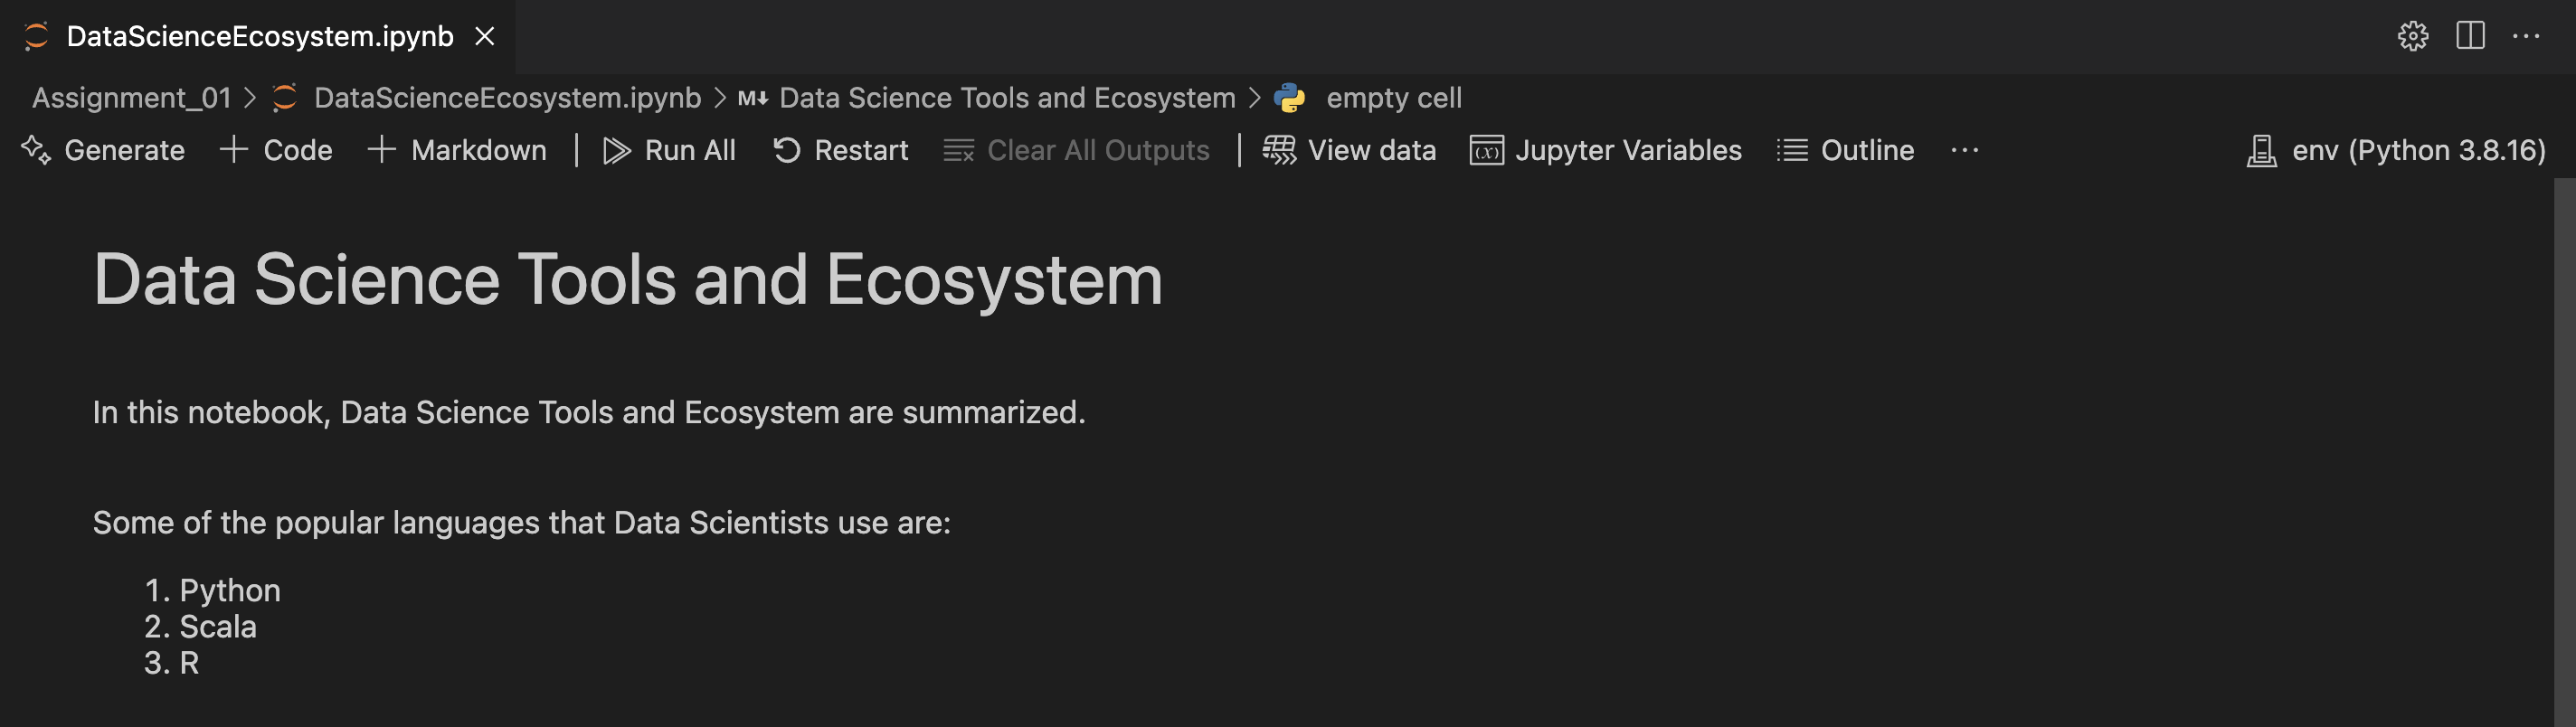 DataScienceEcosystem.ipynb
Assignment_01 > DataScienceEcosystem.ipynb > M↓ Data Science Tools and Ecosystem > empty cell
Generate + Code + Markdown | Run All Restart Clear All Outputs | View data (x) Jupyter Variables Outline ... env (Python 3.8.16)
Data Science Tools and Ecosystem
In this notebook, Data Science Tools and Ecosystem are summarized.
Some of the popular languages that Data Scientists use are:
1. Python
2. Scala
3. R